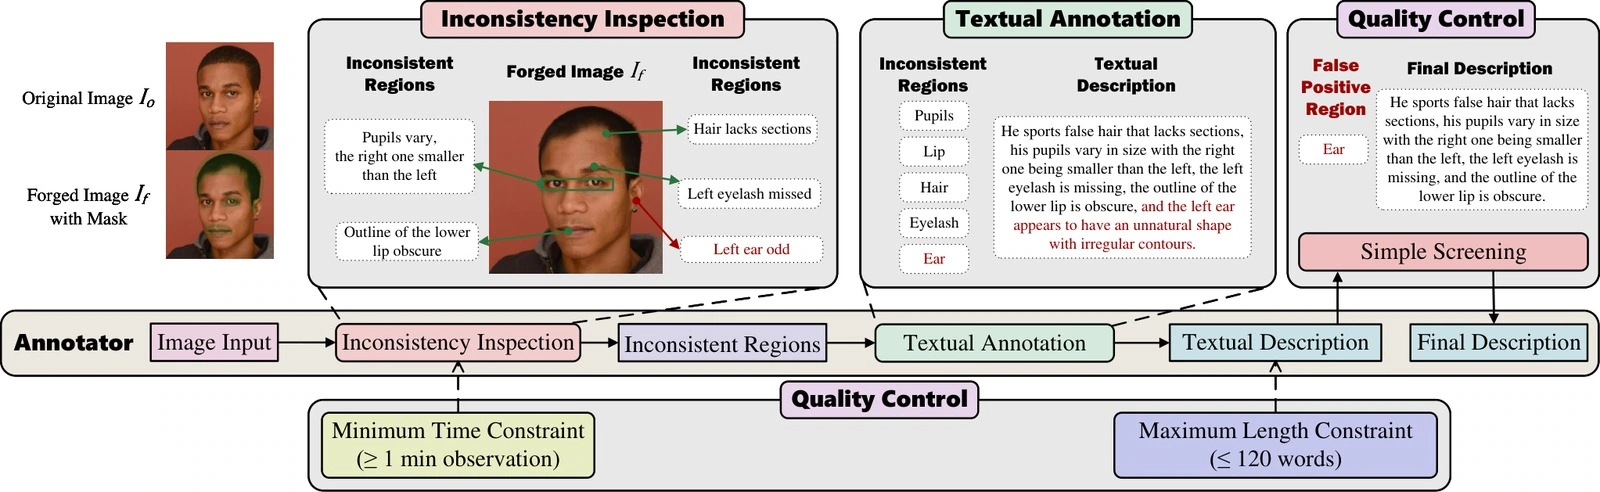 Original Image I_o
Forged Image I_f
with Mask
Inconsistency Inspection
Inconsistent
Regions
Pupils vary,
the right one smaller
than the left
Outline of the lower
lip obscure
Forged Image I_f
Inconsistent
Regions
Hair lacks sections
Left eyelash missed
Left ear odd
Textual Annotation
Inconsistent
Regions
Pupils
Lip
Hair
Eyelash
Ear
Textual
Description
He sports false hair that lacks sections,
his pupils vary in size with the right
one being smaller than the left, the left
eyelash is missing, the outline of the
lower lip is obscure, and the left ear
appears to have an unnatural shape
with irregular contours.
Quality Control
False
Positive
Region
Ear
Final Description
He sports false hair that lacks
sections, his pupils vary in size
with the right one being smaller
than the left, the left eyelash is
missing, and the outline of the
lower lip is obscure.
Simple Screening
Annotator
Image Input
Inconsistency Inspection
Inconsistent Regions
Textual Annotation
Textual Description
Final Description
Quality Control
Minimum Time Constraint
(≥ 1 min observation)
Maximum Length Constraint
(≤ 120 words)